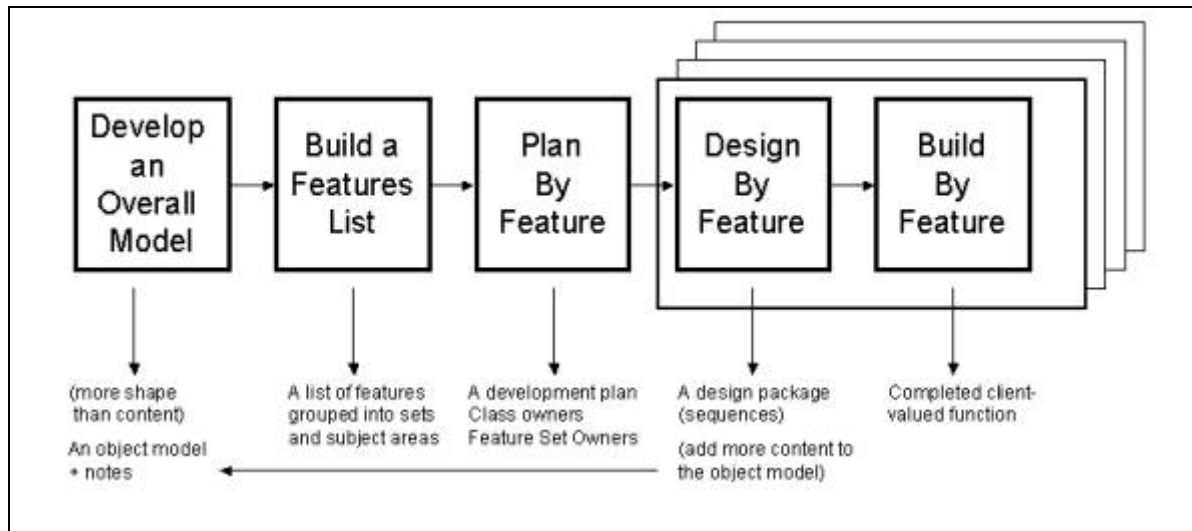 Develop
an
Overall
Model
Build a
Features
List
Plan
By
Feature
Design
By
Feature
Build
By
Feature
(more shape
than content)
An object model
+ notes
A list of features
grouped into sets
and subject areas
A development plan
Class owners
Feature Set Owners
A design package
(sequences)
(add more content to
the object model)
Completed client-
valued function